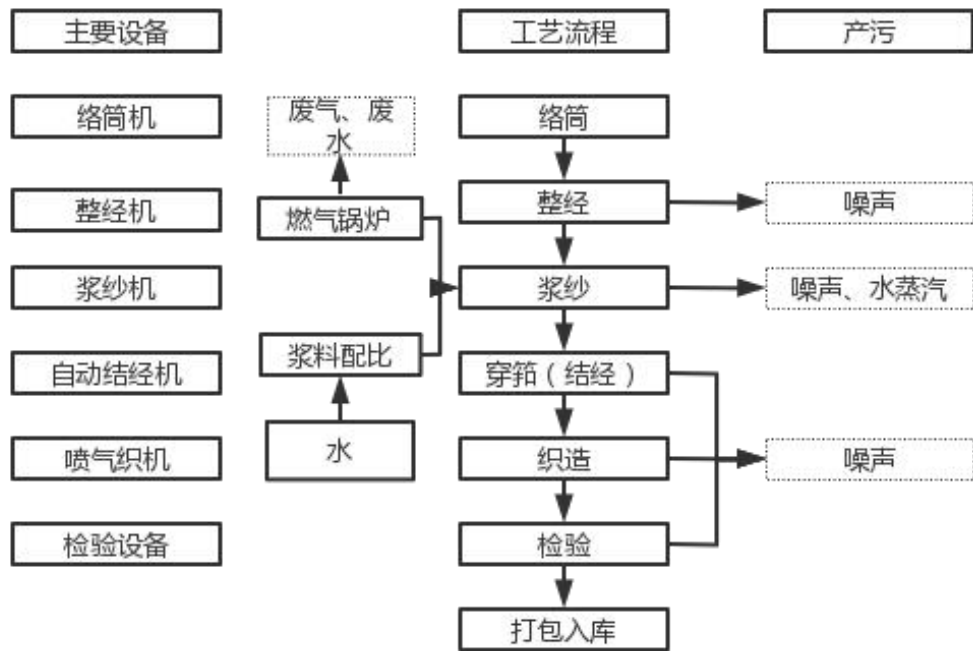 主要设备
工艺流程
产污
络筒机
废气、废
水
络筒
整经机
燃气锅炉
整经
噪声
浆纱机
浆纱
噪声、水蒸汽
自动结经机
浆料配比
穿筘（结经）
喷气织机
水
织造
噪声
检验设备
检验
打包入库